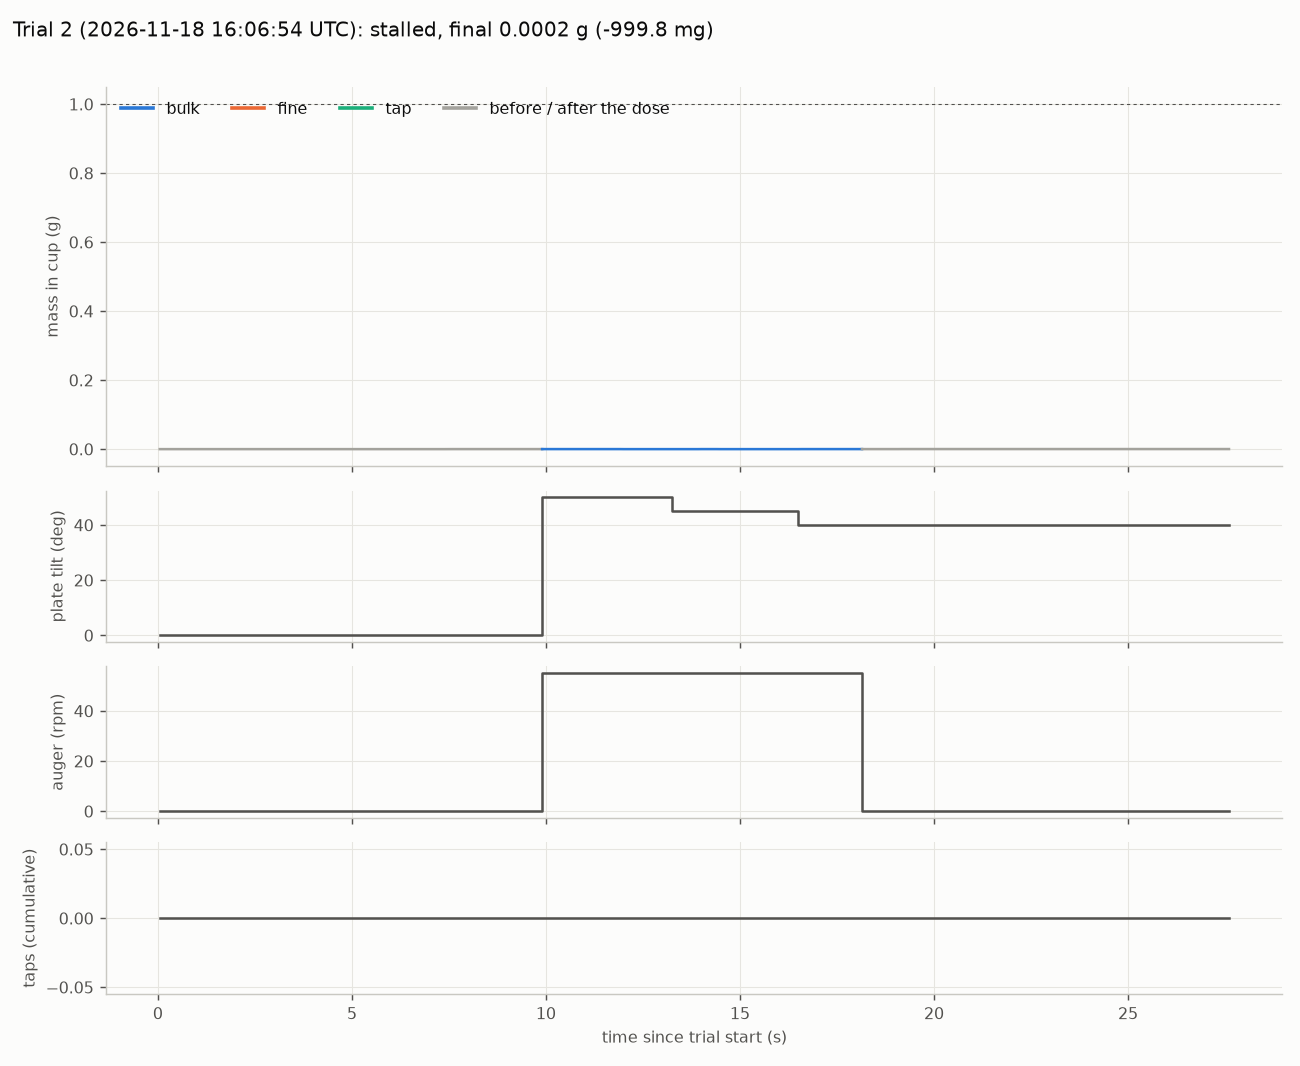 Trial 2 (2026-11-18 16:06:54 UTC): stalled, final 0.0002 g (-999.8 mg)
bulk fine tap before / after the dose
mass in cup (g)
1.0
0.8
0.6
0.4
0.2
0.0
plate tilt (deg)
40
20
0
auger (rpm)
40
20
0
taps (cumulative)
0.05
0.00
−0.05
0 5 10 15 20 25
time since trial start (s)